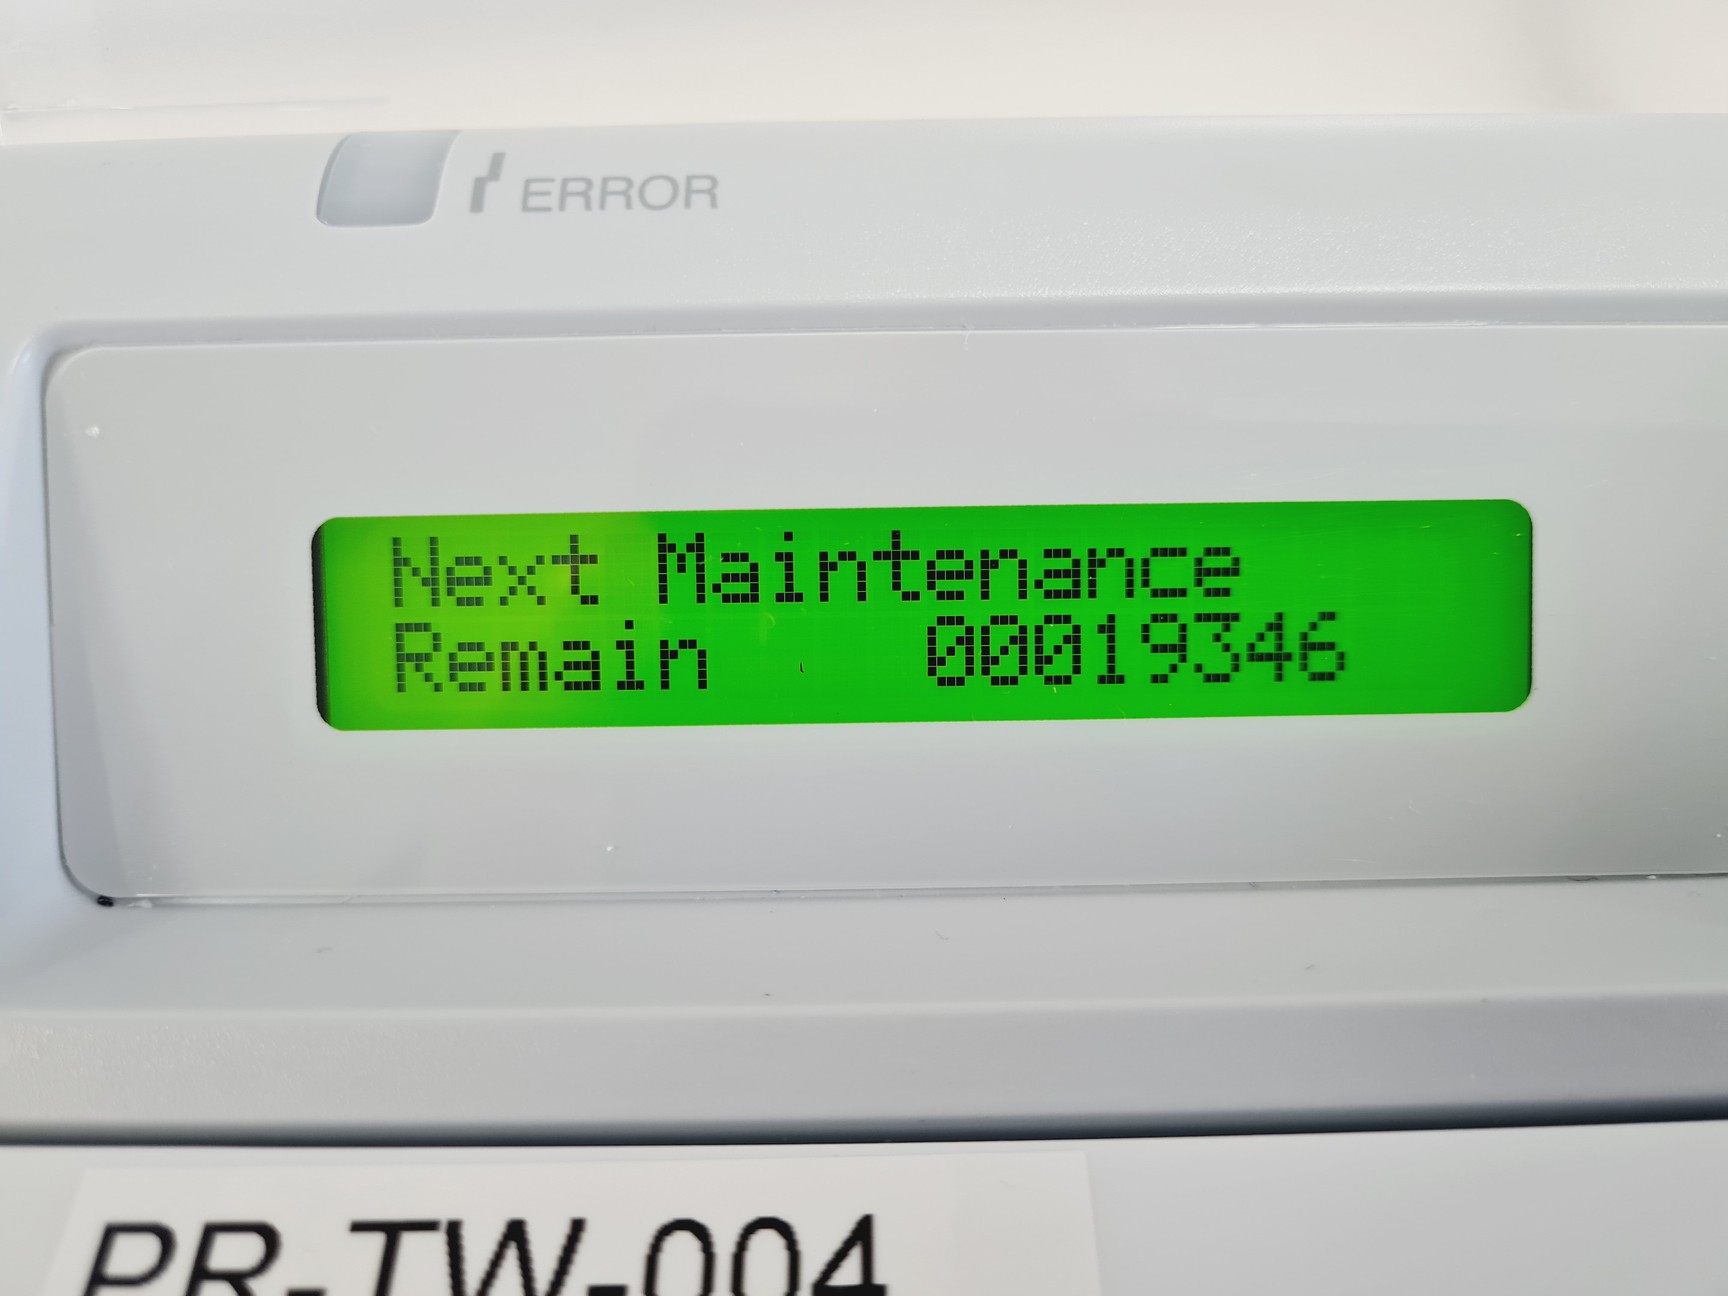 ERROR
Next Maintenance
Remain 00019346
PR-TW-004